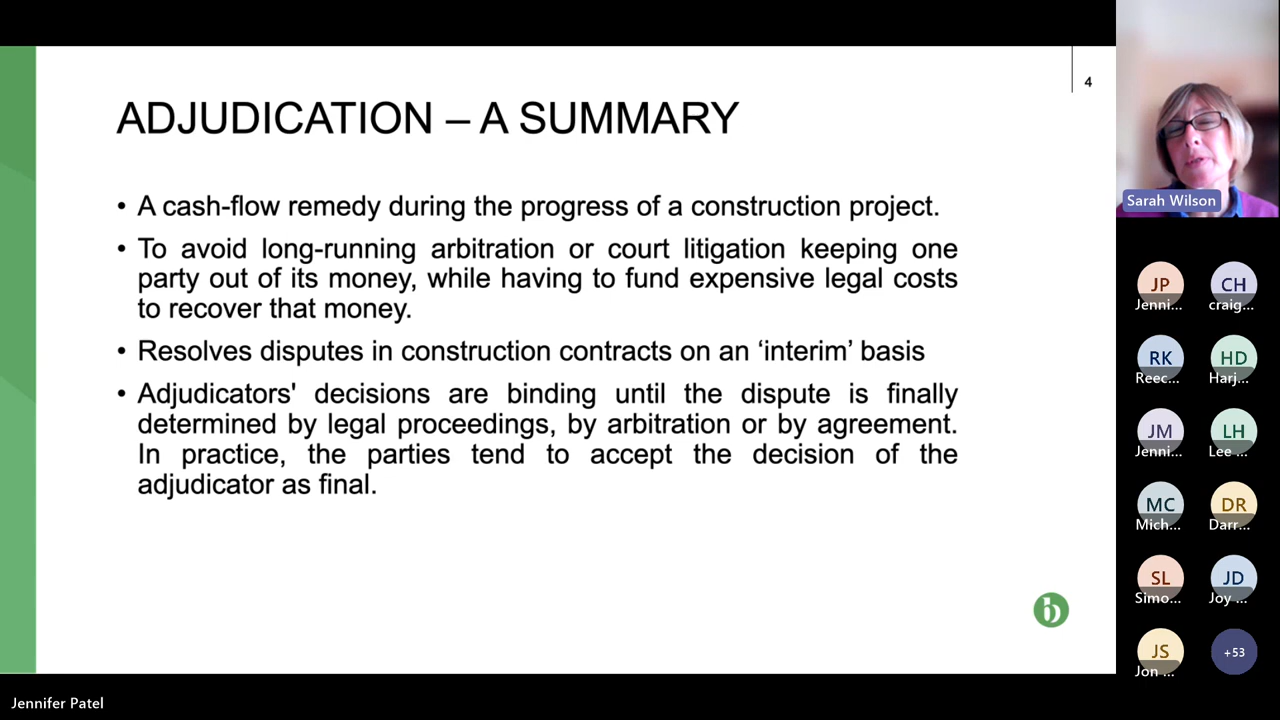 4
ADJUDICATION – A SUMMARY
• A cash-flow remedy during the progress of a construction project.
• To avoid long-running arbitration or court litigation keeping one
party out of its money, while having to fund expensive legal costs
to recover that money.
• Resolves disputes in construction contracts on an ‘interim’ basis
• Adjudicators' decisions are binding until the dispute is finally
determined by legal proceedings, by arbitration or by agreement.
In practice, the parties tend to accept the decision of the
adjudicator as final.
b
Jennifer Patel
Sarah Wilson
JP
Jenni...
CH
craig...
RK
Reec...
HD
Harj...
JM
Jenni...
LH
Lee ...
MC
Mich...
DR
Darr...
SL
Simo...
JD
Joy ...
JS
Jon ...
+53